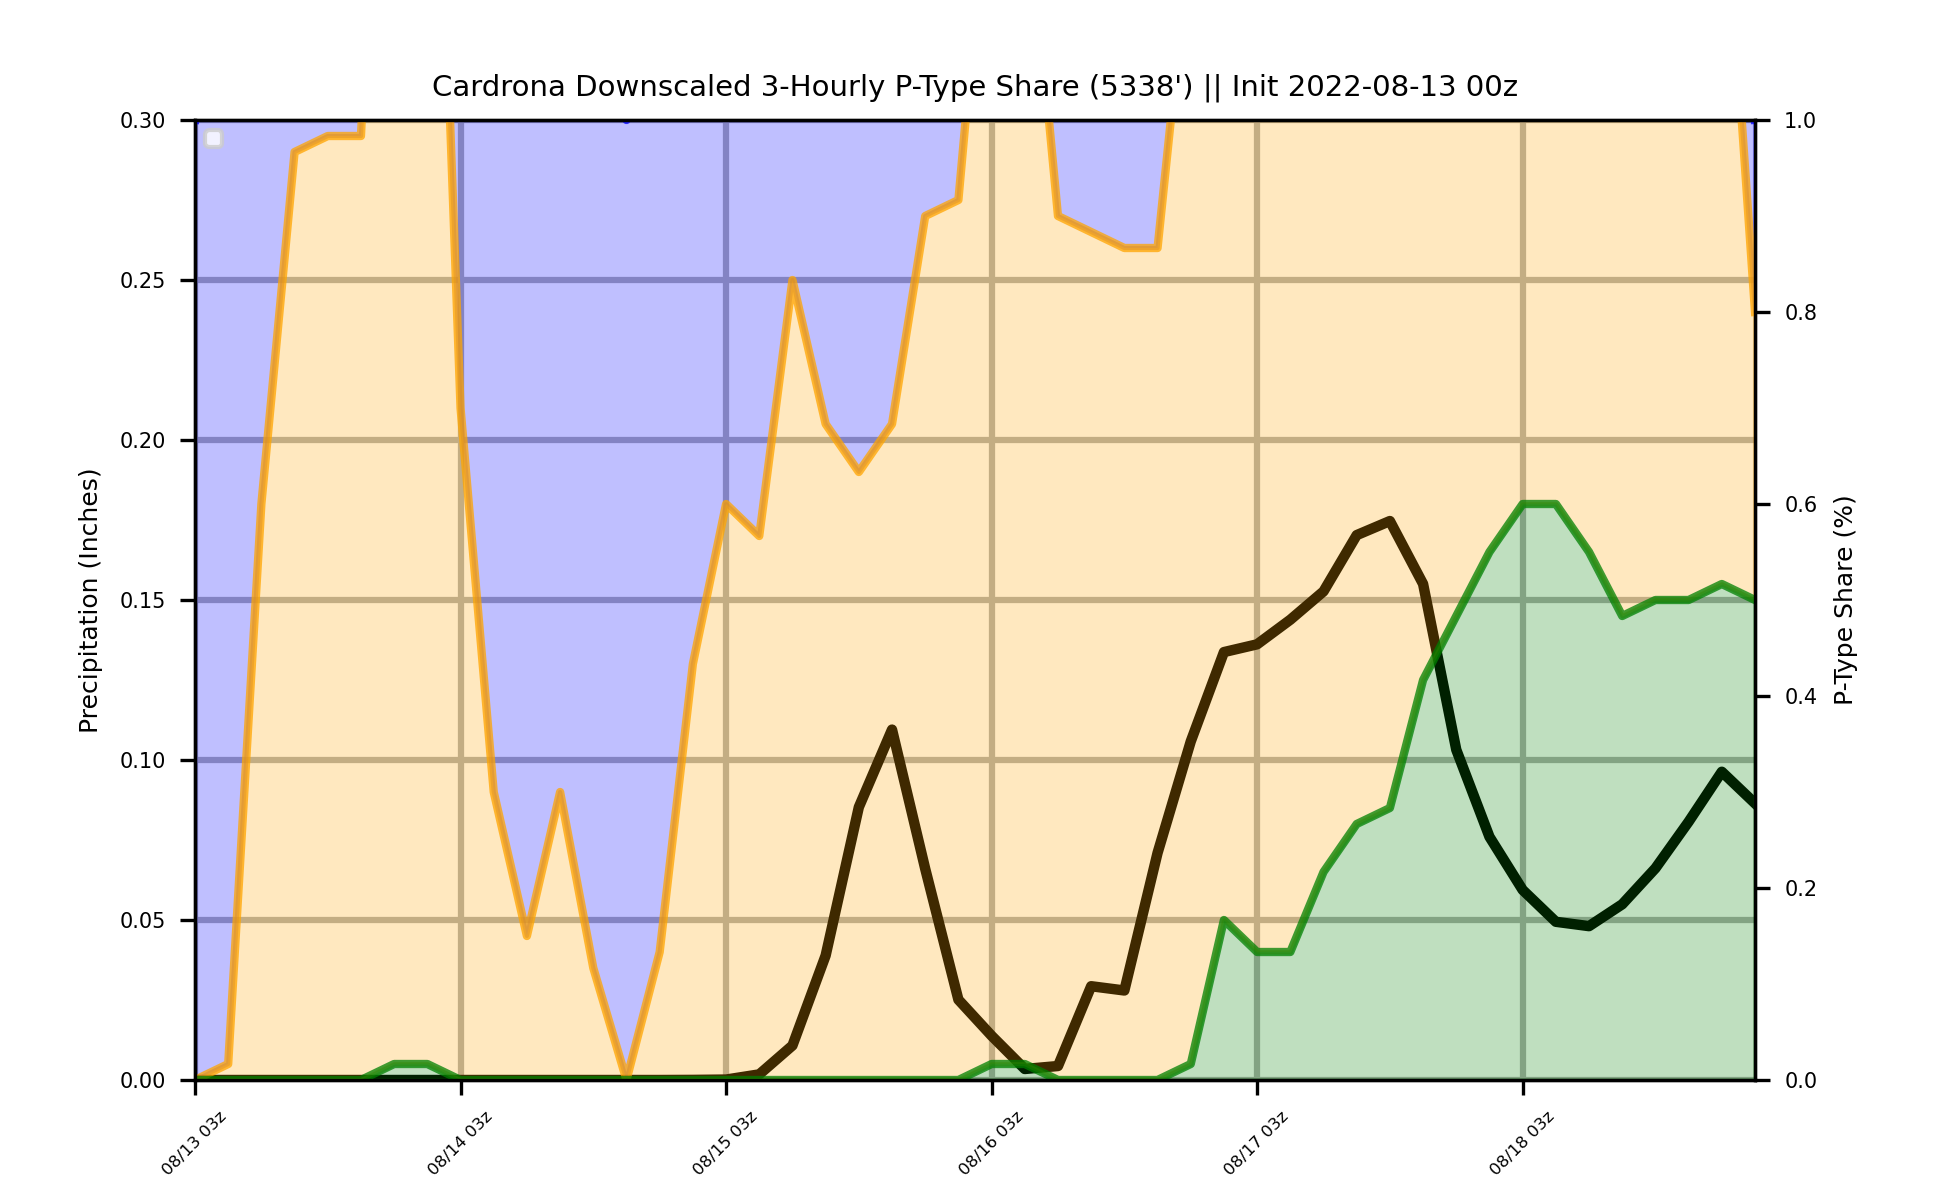 Cardrona Downscaled 3-Hourly P-Type Share (5338') || Init 2022-08-13 00z
0.30
0.25
0.20
0.15
0.10
0.05
0.00
Precipitation (Inches)
1.0
0.8
0.6
0.4
0.2
0.0
P-Type Share (%)
08/13 03z
08/14 03z
08/15 03z
08/16 03z
08/17 03z
08/18 03z